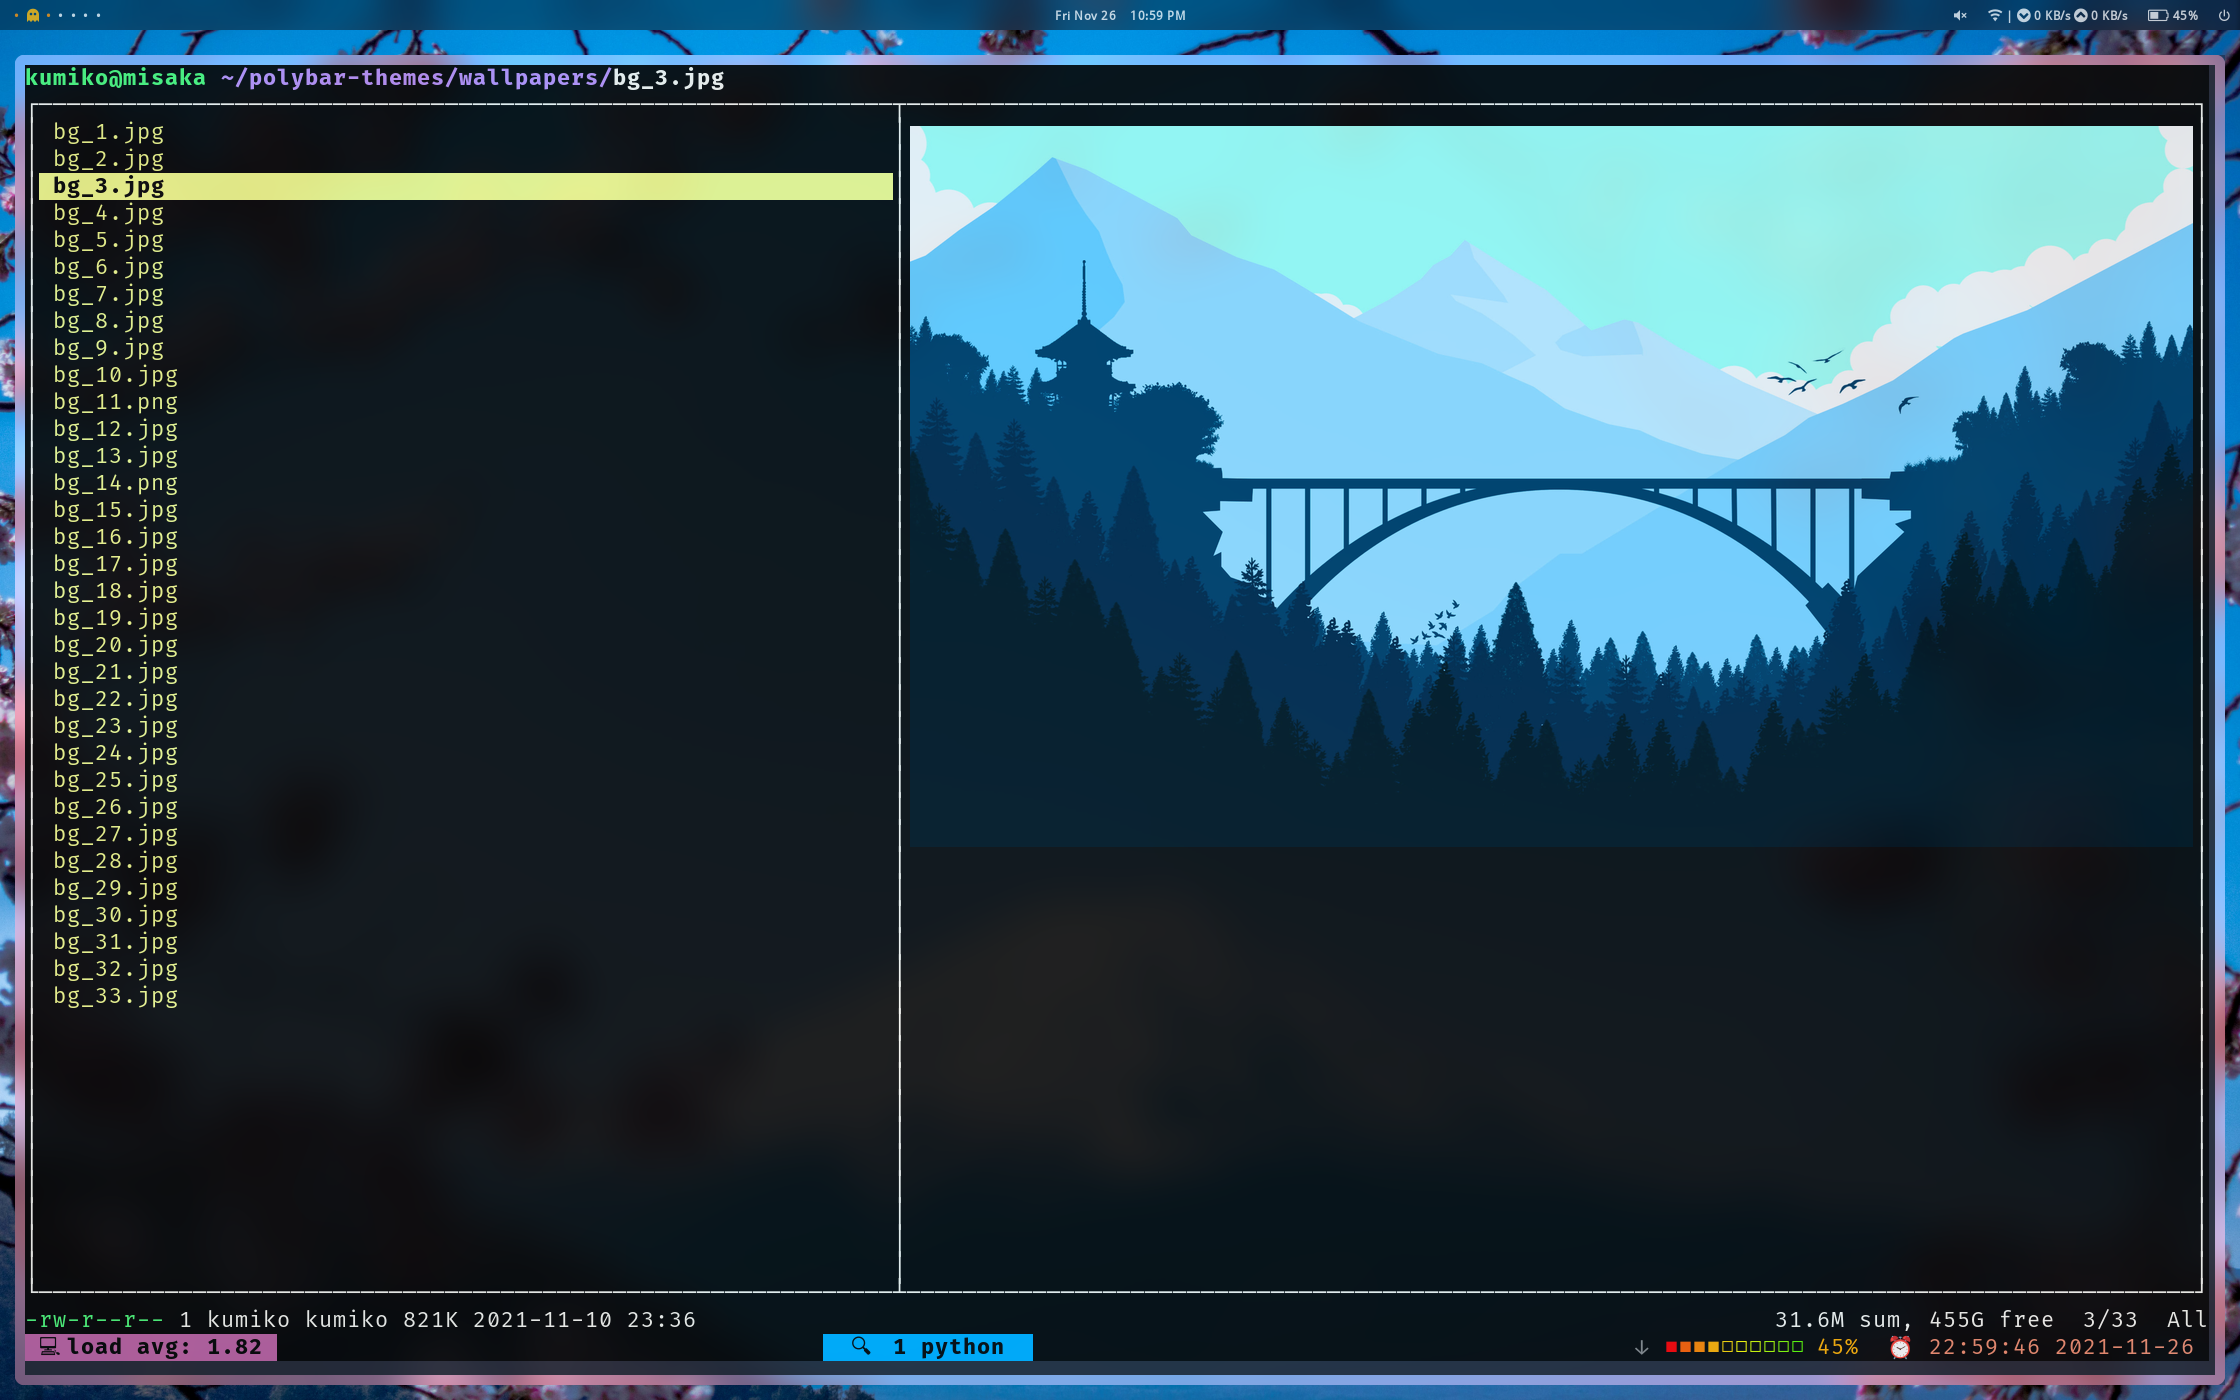 Fri Nov 26 10:59 PM
| 0 KB/s 0 KB/s 45%
kumiko@misaka ~/polybar-themes/wallpapers/bg_3.jpg
bg_1.jpg
bg_2.jpg
bg_3.jpg
bg_4.jpg
bg_5.jpg
bg_6.jpg
bg_7.jpg
bg_8.jpg
bg_9.jpg
bg_10.jpg
bg_11.png
bg_12.jpg
bg_13.jpg
bg_14.png
bg_15.jpg
bg_16.jpg
bg_17.jpg
bg_18.jpg
bg_19.jpg
bg_20.jpg
bg_21.jpg
bg_22.jpg
bg_23.jpg
bg_24.jpg
bg_25.jpg
bg_26.jpg
bg_27.jpg
bg_28.jpg
bg_29.jpg
bg_30.jpg
bg_31.jpg
bg_32.jpg
bg_33.jpg
-rw-r--r-- 1 kumiko kumiko 821K 2021-11-10 23:36 31.6M sum, 455G free 3/33 All
load avg: 1.82 1 python ↓ 45% 22:59:46 2021-11-26